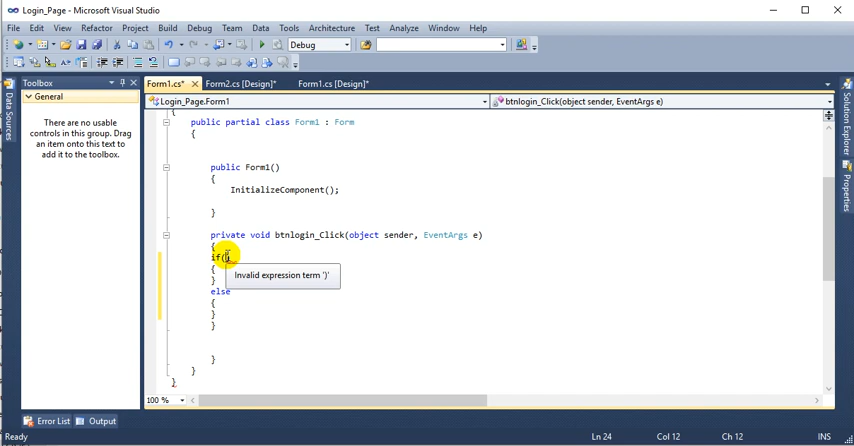 Login_Page - Microsoft Visual Studio
File Edit View Refactor Project Build Debug Team Data Tools Architecture Test Analyze Window Help
Debug
Toolbox
General
There are no usable
controls in this group. Drag
an item onto this text to
add it to the toolbox.
Data Sources
Form1.cs* Form2.cs [Design]* Form1.cs [Design]*
Login_Page.Form1 btnlogin_Click(object sender, EventArgs e)
{
public partial class Form1 : Form
{
public Form1()
{
InitializeComponent();
}
private void btnlogin_Click(object sender, EventArgs e)
{
if()
{
Invalid expression term ')'
}
else
{
}
}
}
}
}
Solution Explorer
Properties
100 %
Error List Output
Ready Ln 24 Col 12 Ch 12 INS